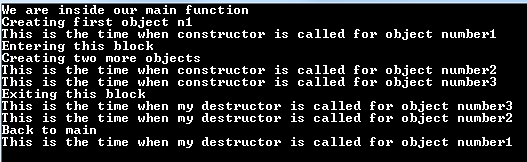 We are inside our main function
Creating first object n1
This is the time when constructor is called for object number1
Entering this block
Creating two more objects
This is the time when constructor is called for object number2
This is the time when constructor is called for object number3
Exiting this block
This is the time when my destructor is called for object number3
This is the time when my destructor is called for object number2
Back to main
This is the time when my destructor is called for object number1